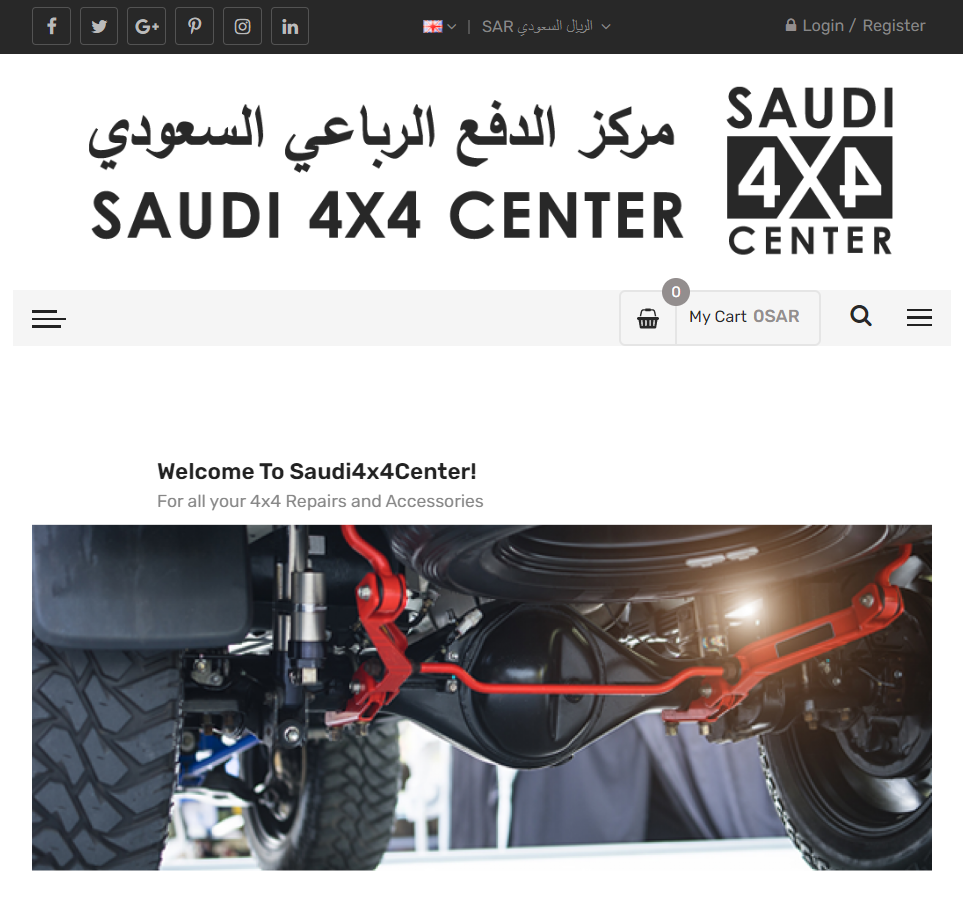 SAR الريال السعودي
Login / Register
مركز الدفع الرباعي السعودي
SAUDI 4X4 CENTER
SAUDI
4X4
CENTER
0
My Cart 0SAR
Welcome To Saudi4x4Center!
For all your 4x4 Repairs and Accessories